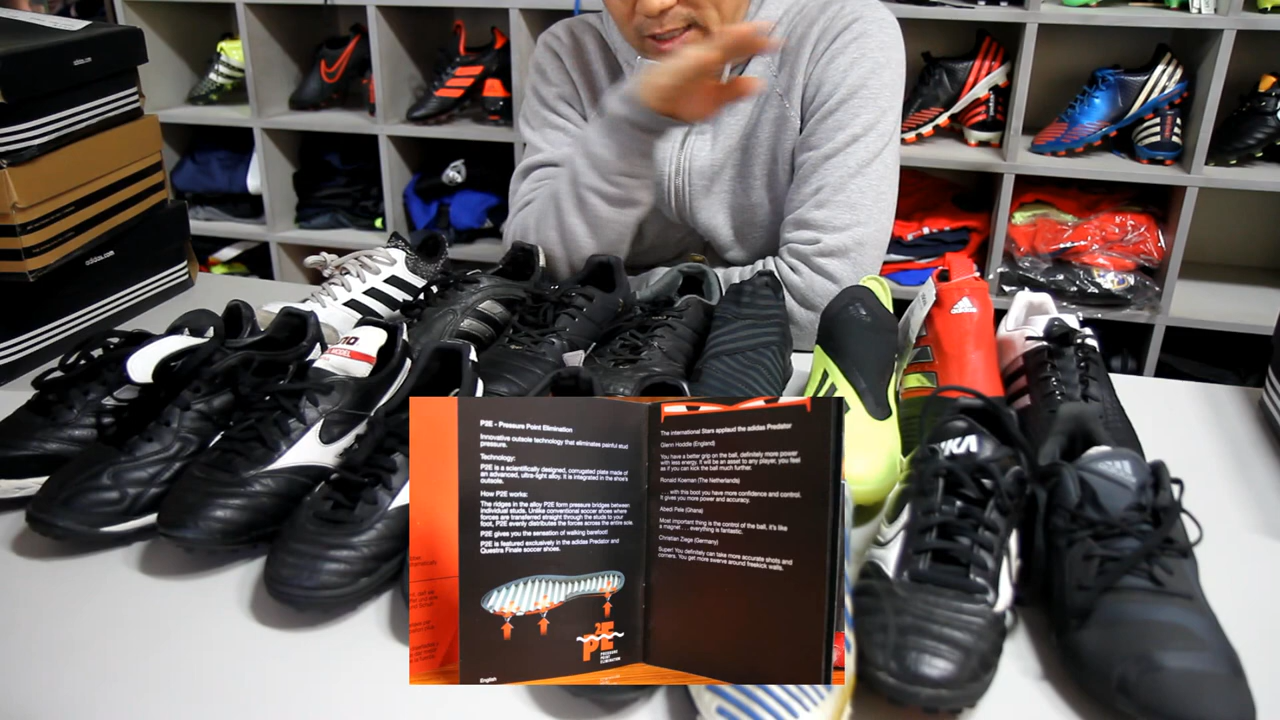 adidas.com
adidas.com
adidas
P2E - Pressure Point Elimination
Innovative outsole technology that eliminates painful stud
pressure.
Technology:
P2E is a scientifically designed, corrugated plate made of
an advanced, ultra-light alloy. It is integrated in the shoe's
outsole.
How P2E works:
The ridges in the alloy P2E form pressure bridges between
individual studs. Unlike conventional soccer shoes where
forces are transferred straight through the studs to your
foot, P2E evenly distributes the forces across the entire sole.
P2E gives you the sensation of walking barefoot!
P2E is featured exclusively in the adidas Predator and
Questra Finale soccer shoes.
P2E
PRESSURE
POINT
ELIMINATION
English
The international Stars applaud the adidas Predator
Glenn Hoddle (England)
You have a better grip on the ball, definitely more power
with less energy. It will be an asset to any player, you feel
as if you can kick the ball much further.
Ronald Koeman (The Netherlands)
. . . with this boot you have more confidence and control.
It gives you more power and accuracy.
Abedi Pele (Ghana)
Most important thing is the control of the ball, it's like
a magnet . . . everything is fantastic.
Christian Ziege (Germany)
Super! You definitely can take more accurate shots and
corners. You get more swerve around freekick walls.